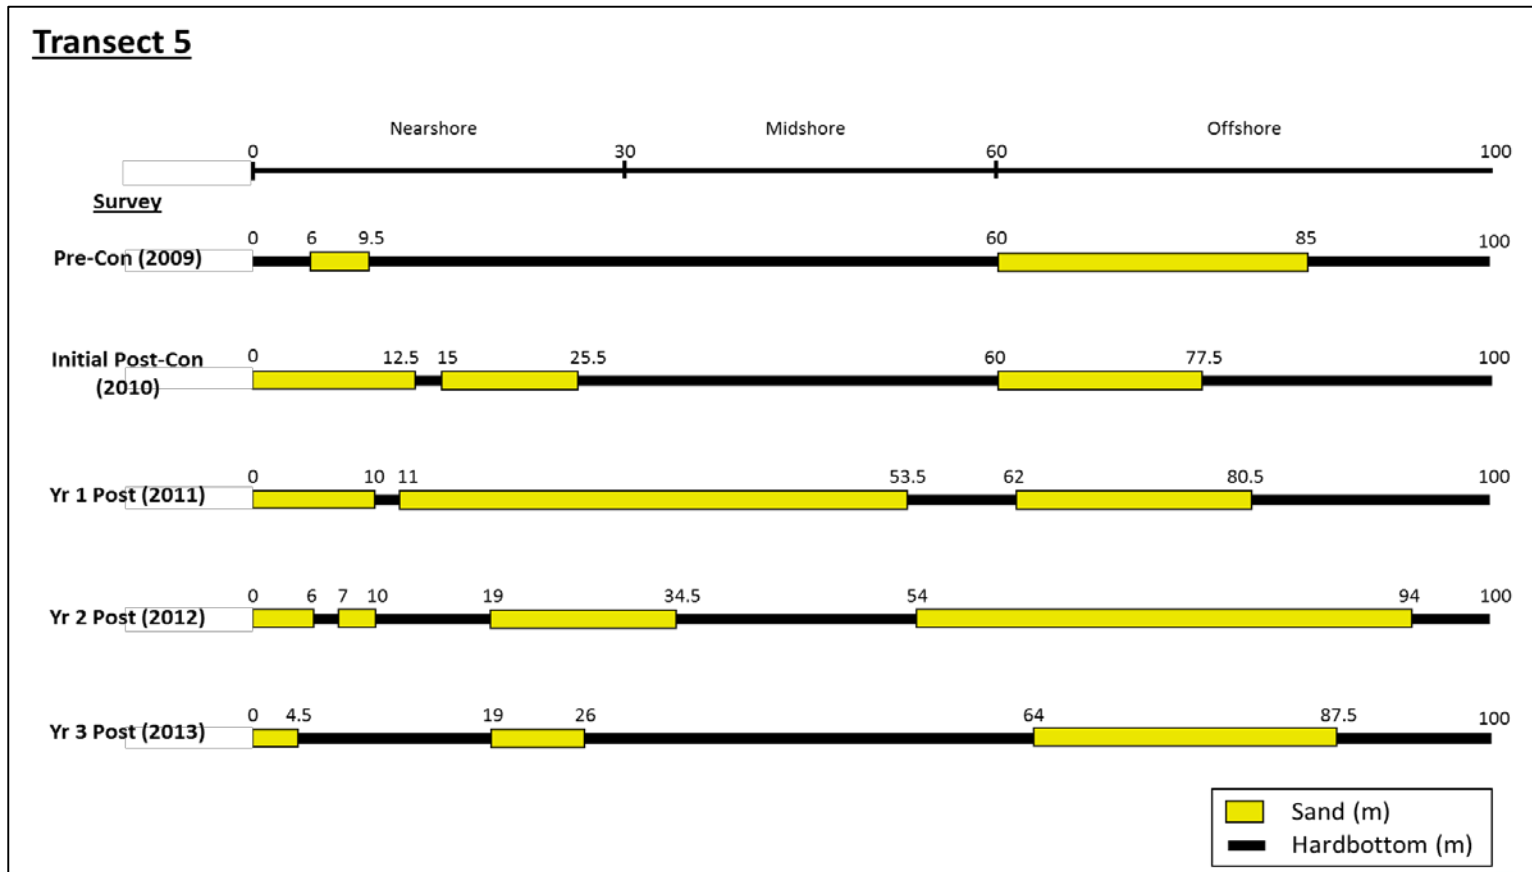 Transect 5
Nearshore Midshore Offshore
0 30 60 100
Survey
0 6 9.5 60 85 100
Pre-Con (2009)
0 12.5 15 25.5 60 77.5 100
Initial Post-Con
(2010)
0 10 11 53.5 62 80.5 100
Yr 1 Post (2011)
0 6 7 10 19 34.5 54 94 100
Yr 2 Post (2012)
0 4.5 19 26 64 87.5 100
Yr 3 Post (2013)
Sand (m)
Hardbottom (m)